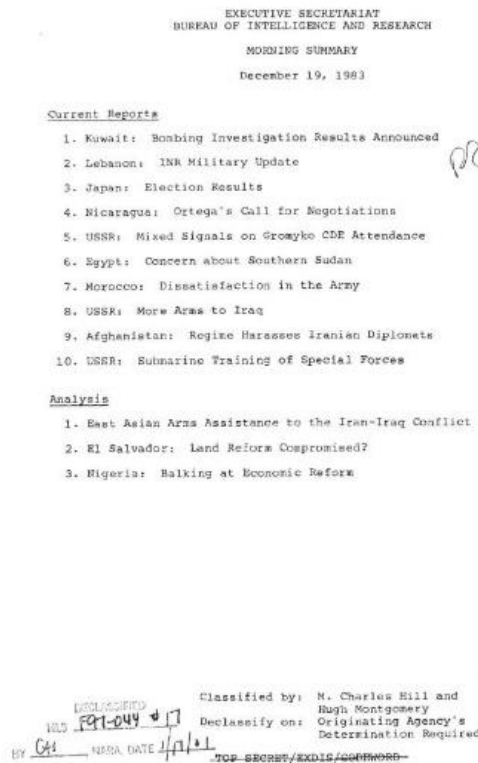 EXECUTIVE SECRETARIAT
BUREAU OF INTELLIGENCE AND RESEARCH
MORNING SUMMARY
December 19, 1983
Current Reports
1. Kuwait: Bombing Investigation Results Announced
2. Lebanon: INR Military Update
3. Japan: Election Results
4. Nicaragua: Ortega's Call for Negotiations
5. USSR: Mixed Signals on Gromyko CDE Attendance
6. Egypt: Concern about Southern Sudan
7. Morocco: Dissatisfaction in the Army
8. USSR: More Arms to Iraq
9. Afghanistan: Regime Harasses Iranian Diplomats
10. USSR: Submarine Training of Special Forces
Analysis
1. East Asian Arms Assistance to the Iran-Iraq Conflict
2. El Salvador: Land Reform Compromised?
3. Nigeria: Balking at Economic Reform
Classified by: M. Charles Hill and
Hugh Montgomery
Declassify on: Originating Agency's
Determination Required
DECLASSIFIED
NLS F97-044 #17
BY NARA, DATE
TOP SECRET/EXDIS/CODEWORD